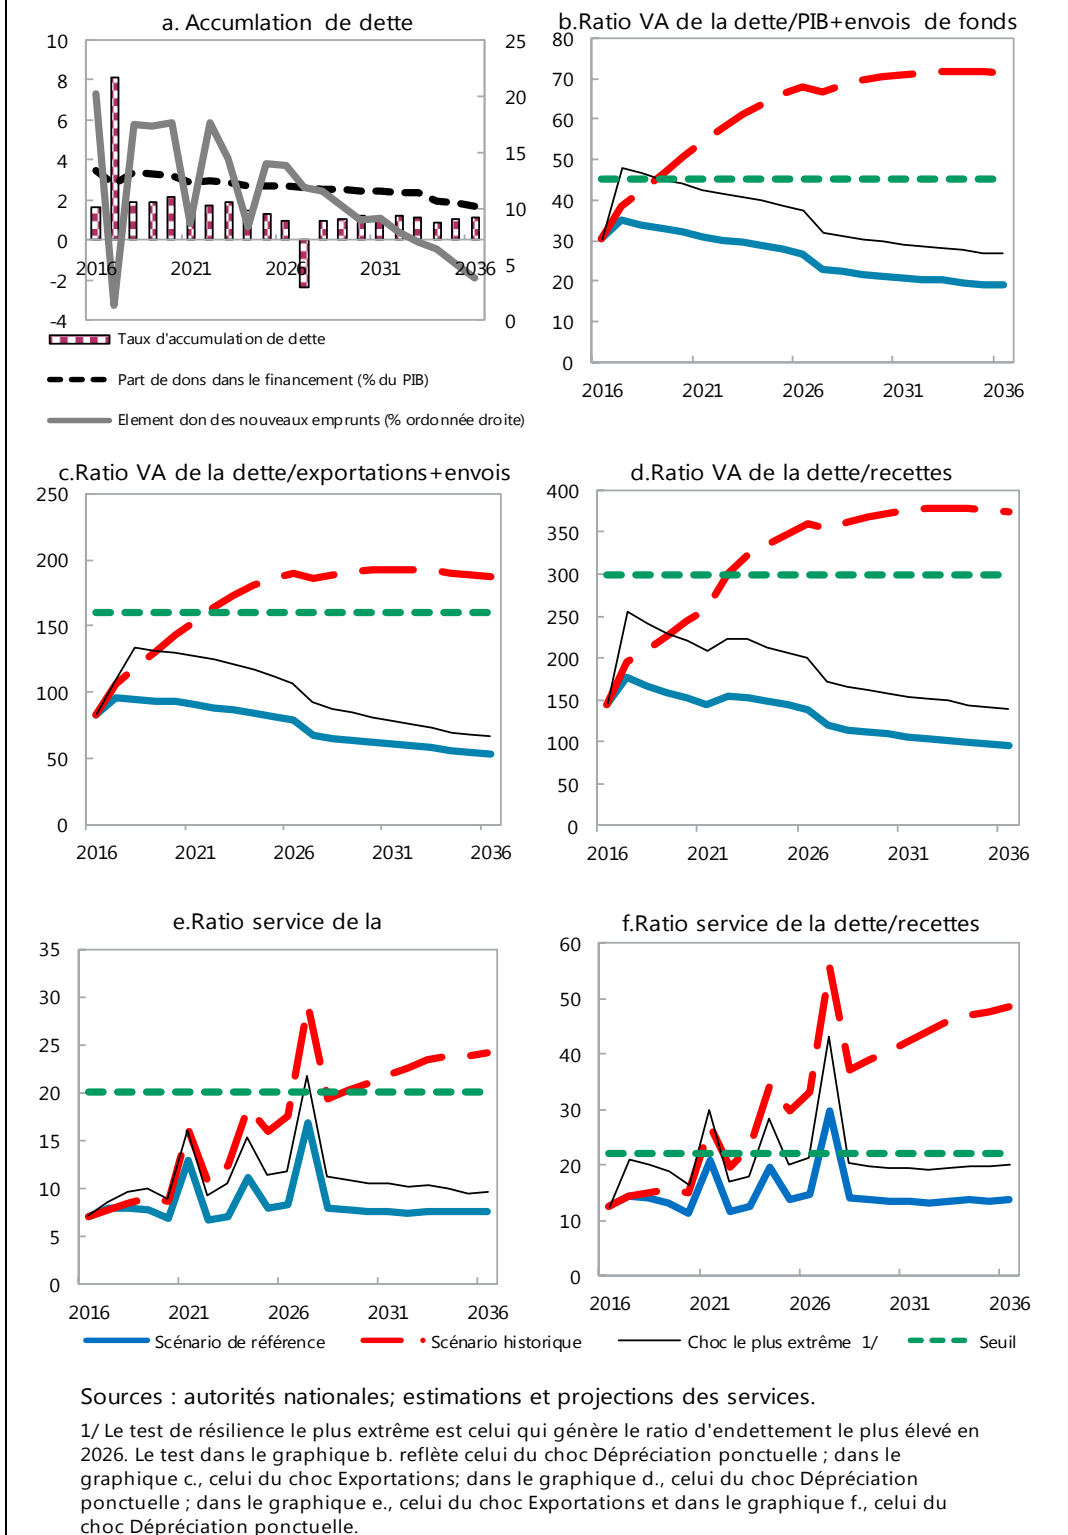 a. Accumlation de dette
10
8
6
4
2
0
-2
-4
25
20
15
10
5
0
2016 2021 2026 2031 2036
Taux d'accumulation de dette
Part de dons dans le financement (% du PIB)
Element don des nouveaux emprunts (% ordonnée droite)
b.Ratio VA de la dette/PIB+envois de fonds
80
70
60
50
40
30
20
10
0
2016 2021 2026 2031 2036
c.Ratio VA de la dette/exportations+envois
250
200
150
100
50
0
2016 2021 2026 2031 2036
d.Ratio VA de la dette/recettes
400
350
300
250
200
150
100
50
0
2016 2021 2026 2031 2036
e.Ratio service de la
35
30
25
20
15
10
5
0
2016 2021 2026 2031 2036
f.Ratio service de la dette/recettes
60
50
40
30
20
10
0
2016 2021 2026 2031 2036
Scénario de référence Scénario historique Choc le plus extrême 1/ Seuil
Sources : autorités nationales; estimations et projections des services.
1/ Le test de résilience le plus extrême est celui qui génère le ratio d'endettement le plus élevé en
2026. Le test dans le graphique b. reflète celui du choc Dépréciation ponctuelle ; dans le
graphique c., celui du choc Exportations; dans le graphique d., celui du choc Dépréciation
ponctuelle ; dans le graphique e., celui du choc Exportations et dans le graphique f., celui du
choc Dépréciation ponctuelle.